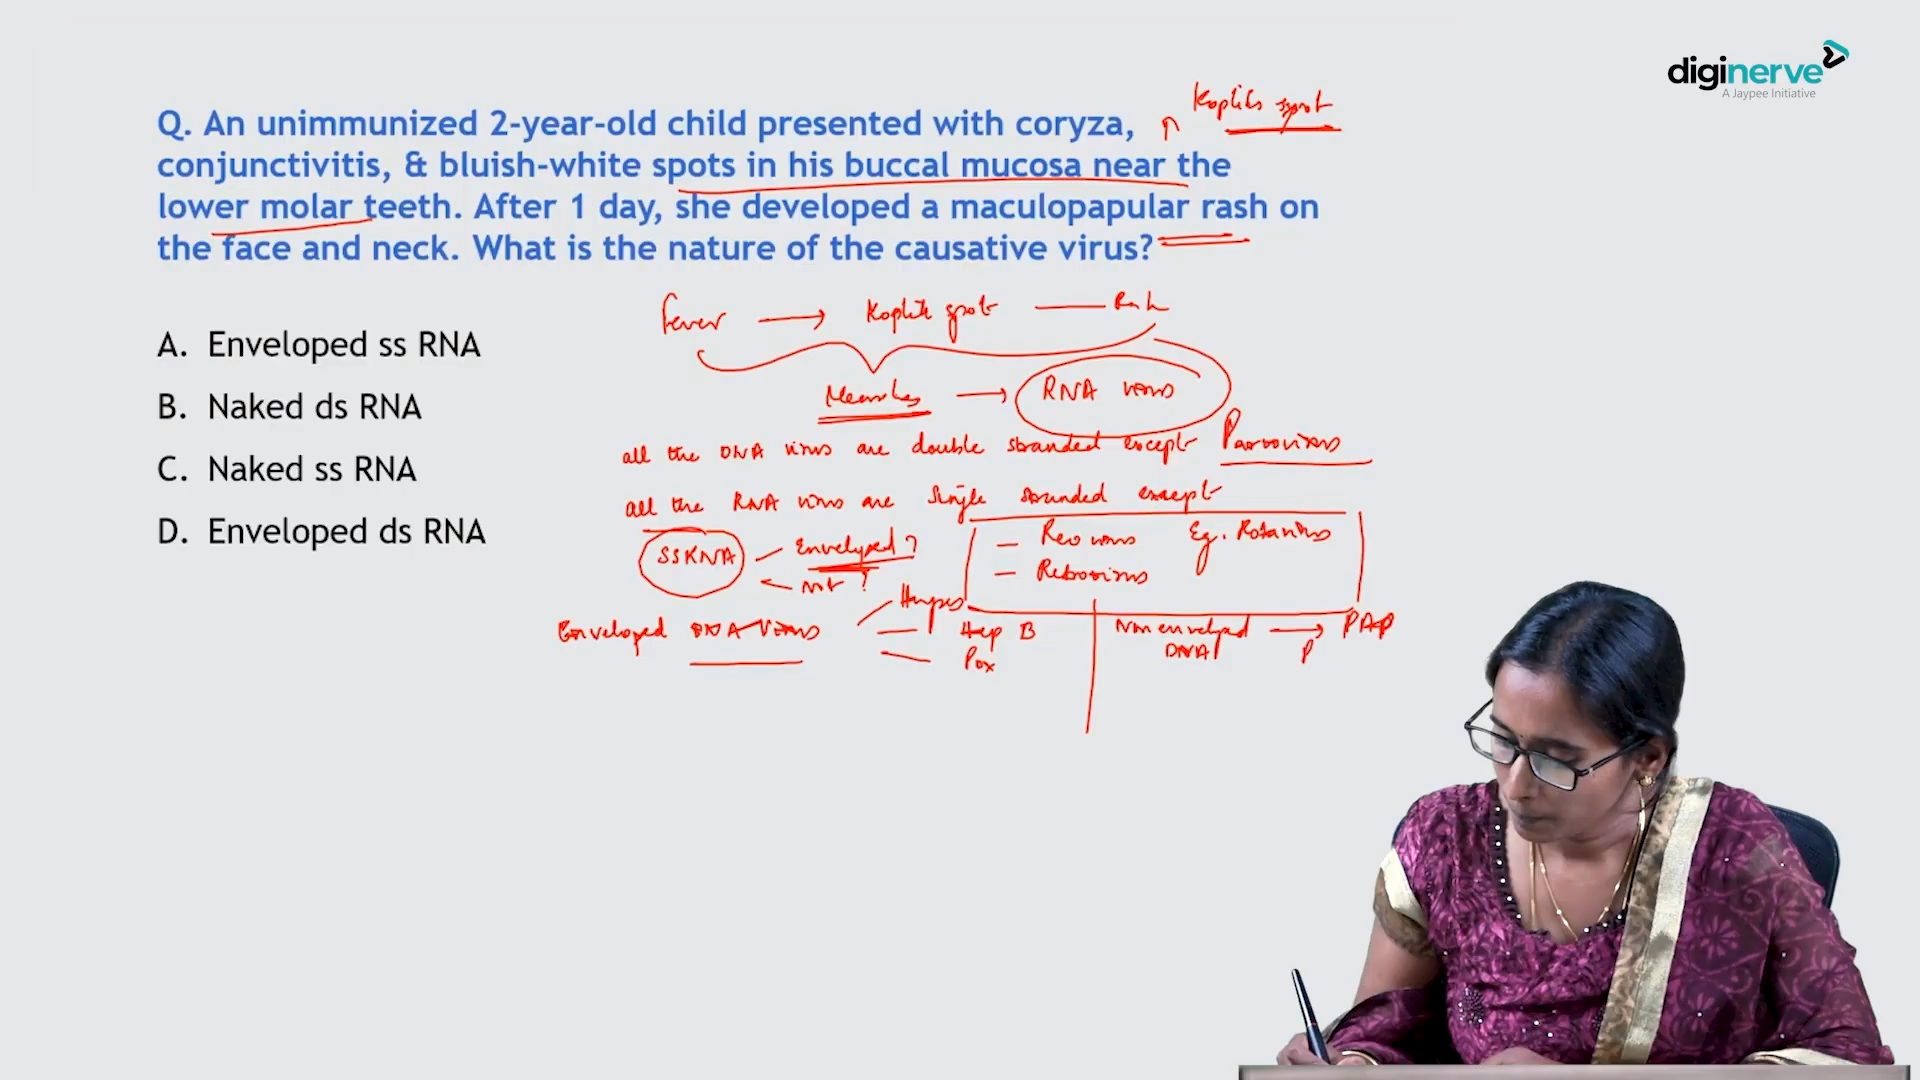 diginerve
A Jaypee Initiative
Koplik's spot
Q. An unimmunized 2-year-old child presented with coryza,
conjunctivitis, & bluish-white spots in his buccal mucosa near the
lower molar teeth. After 1 day, she developed a maculopapular rash on
the face and neck. What is the nature of the causative virus?
A. Enveloped ss RNA
B. Naked ds RNA
C. Naked ss RNA
D. Enveloped ds RNA
Fever → Koplik spot — Rash
Measles → RNA virus
all the DNA virus are double stranded except Parvovirus
all the RNA virus are single stranded except
SSRNA
Enveloped?
Not?
— Reo virus Eg. Rotavirus
— Retrovirus
Enveloped DNA virus
Herpes
Hep B
Pox
Non enveloped → PAP
DNA P